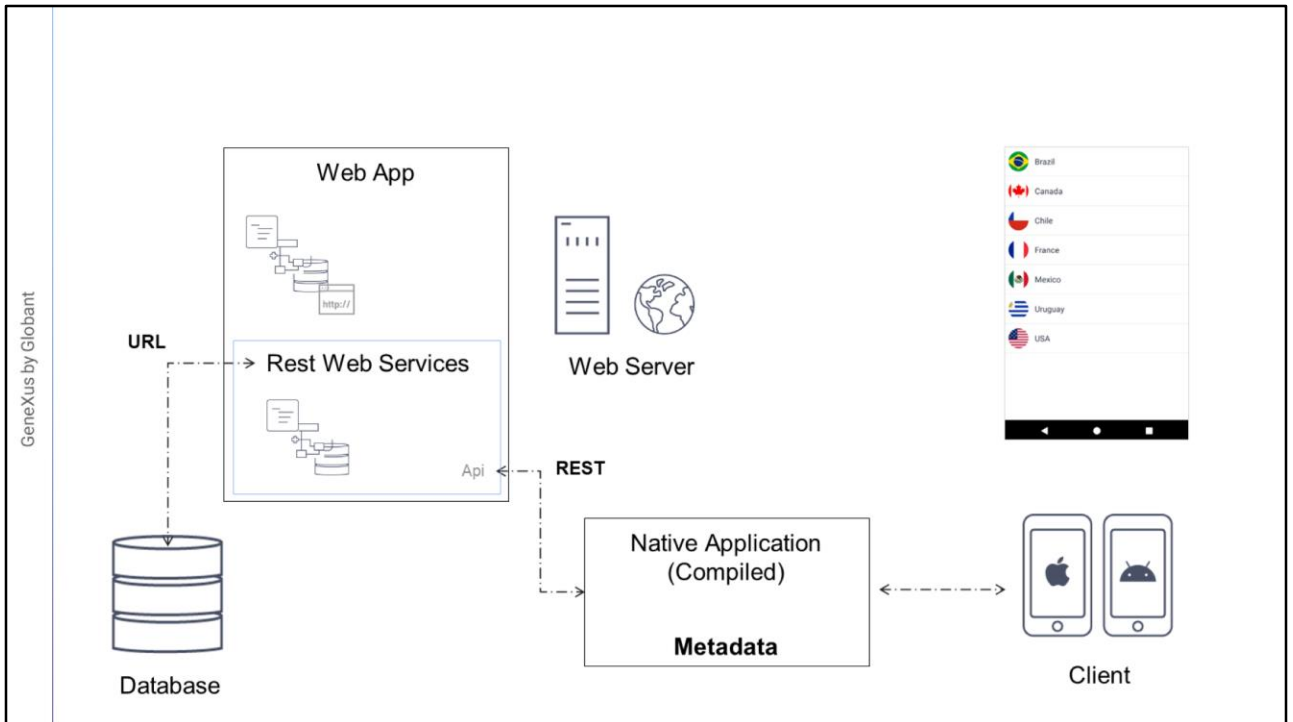 GeneXus by Globant
Web App
http://
URL
Rest Web Services
Api
REST
Web Server
Database
Native Application
(Compiled)
Metadada
Client
Brazil
Canada
Chile
France
Mexico
Uruguay
USA